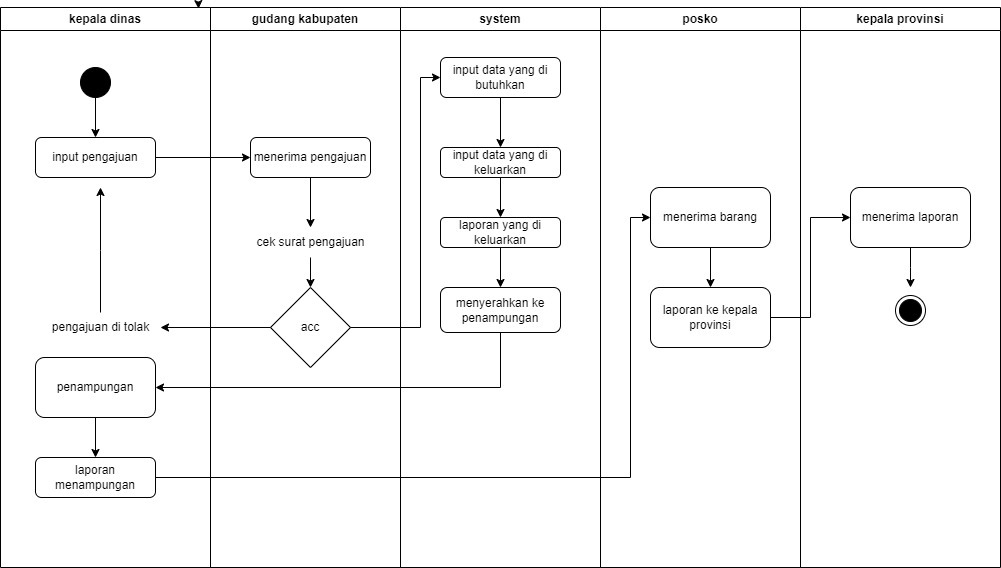 kepala dinas
gudang kabupaten
system
posko
kepala provinsi
input pengajuan
pengajuan di tolak
penampungan
laporan
menampungan
menerima pengajuan
cek surat pengajuan
acc
input data yang di
butuhkan
input data yang di
keluarkan
laporan yang di
keluarkan
menyerahkan ke
penampungan
menerima barang
laporan ke kepala
provinsi
menerima laporan